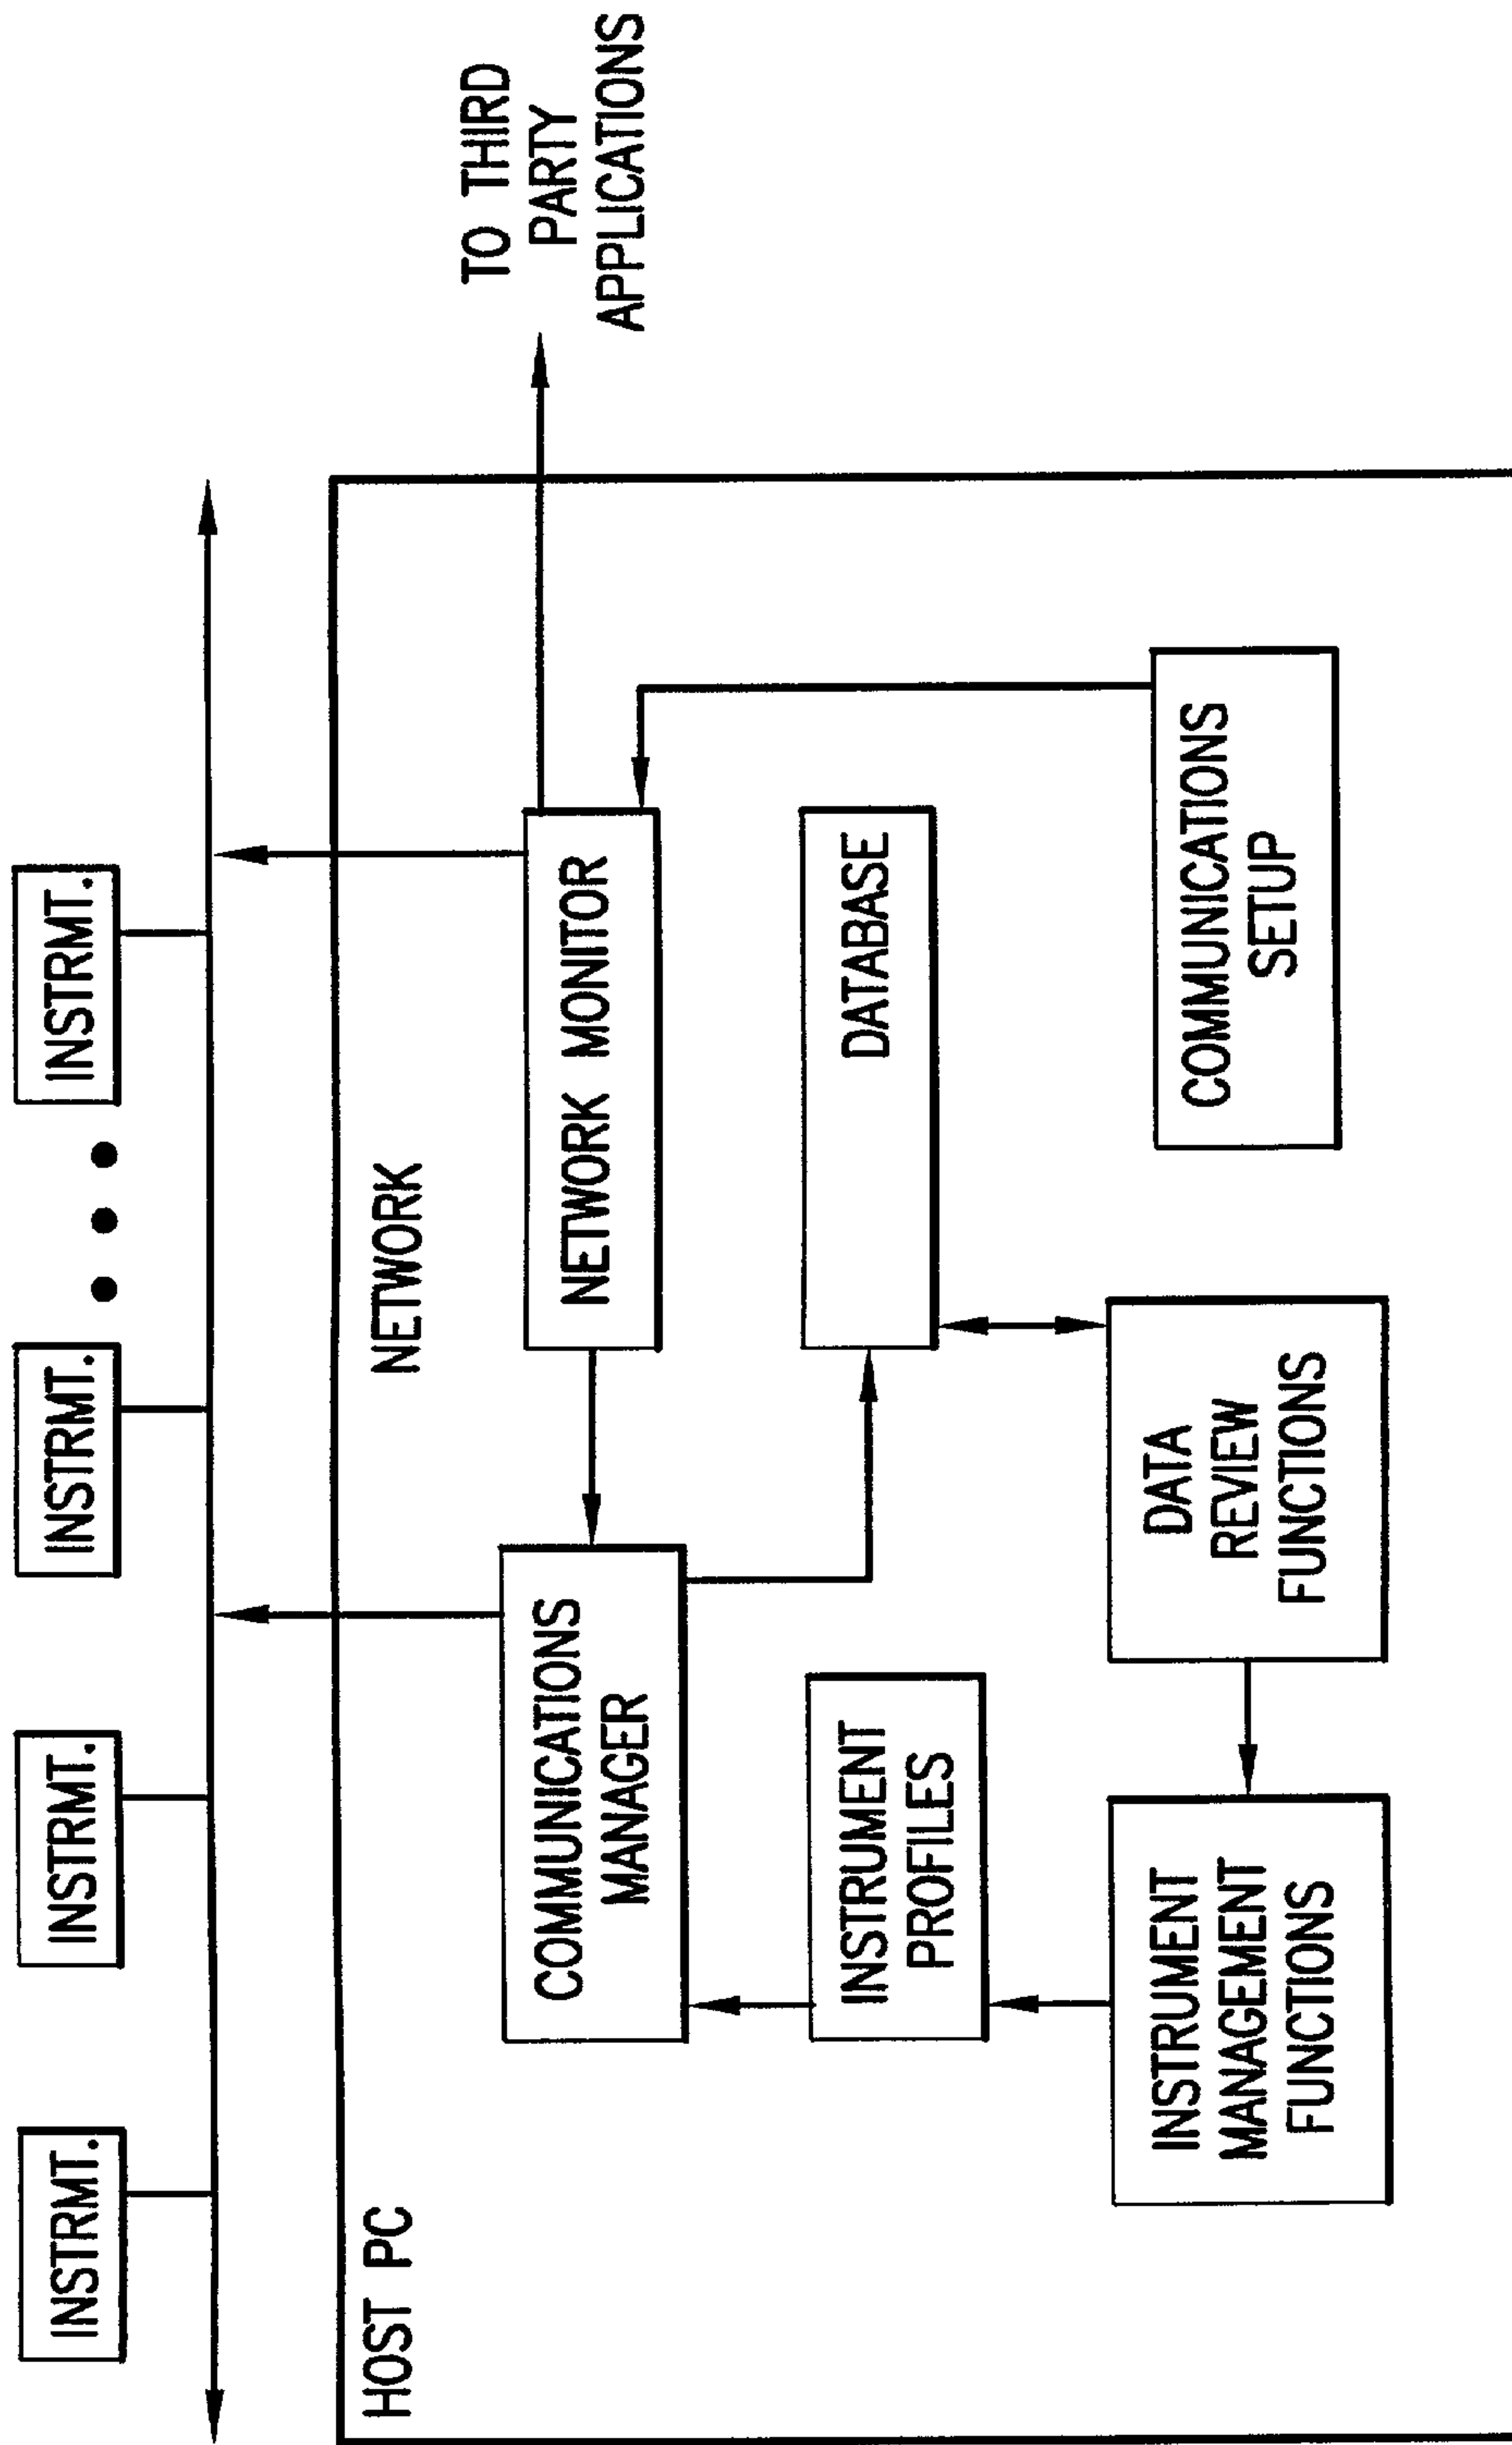 INSTRMT.
INSTRMT.
INSTRMT.
INSTRMT.
HOST PC
NETWORK
TO THIRD
PARTY
APPLICATIONS
COMMUNICATIONS
MANAGER
NETWORK MONITOR
INSTRUMENT
PROFILES
DATABASE
INSTRUMENT
MANAGEMENT
FUNCTIONS
DATA
REVIEW
FUNCTIONS
COMMUNICATIONS
SETUP